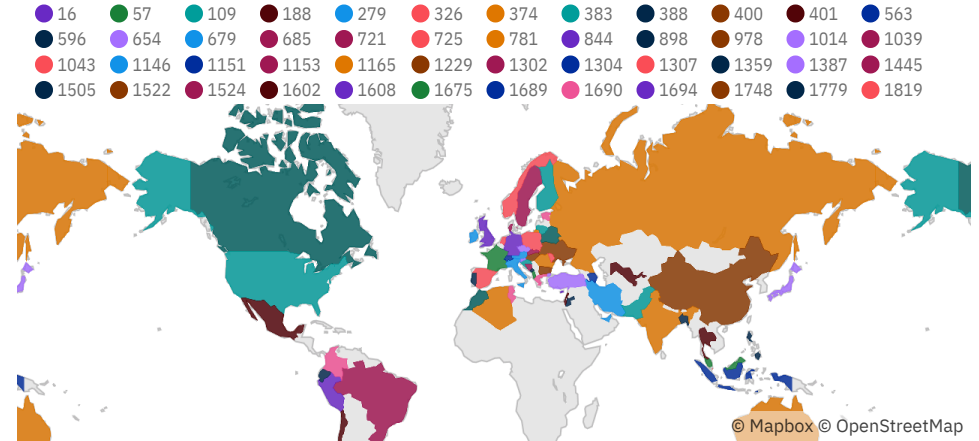 16 57 109 188 279 326 374 383 388 400 401 563
596 654 679 685 721 725 781 844 898 978 1014 1039
1043 1146 1151 1153 1165 1229 1302 1304 1307 1359 1387 1445
1505 1522 1524 1602 1608 1675 1689 1690 1694 1748 1779 1819
© Mapbox © OpenStreetMap